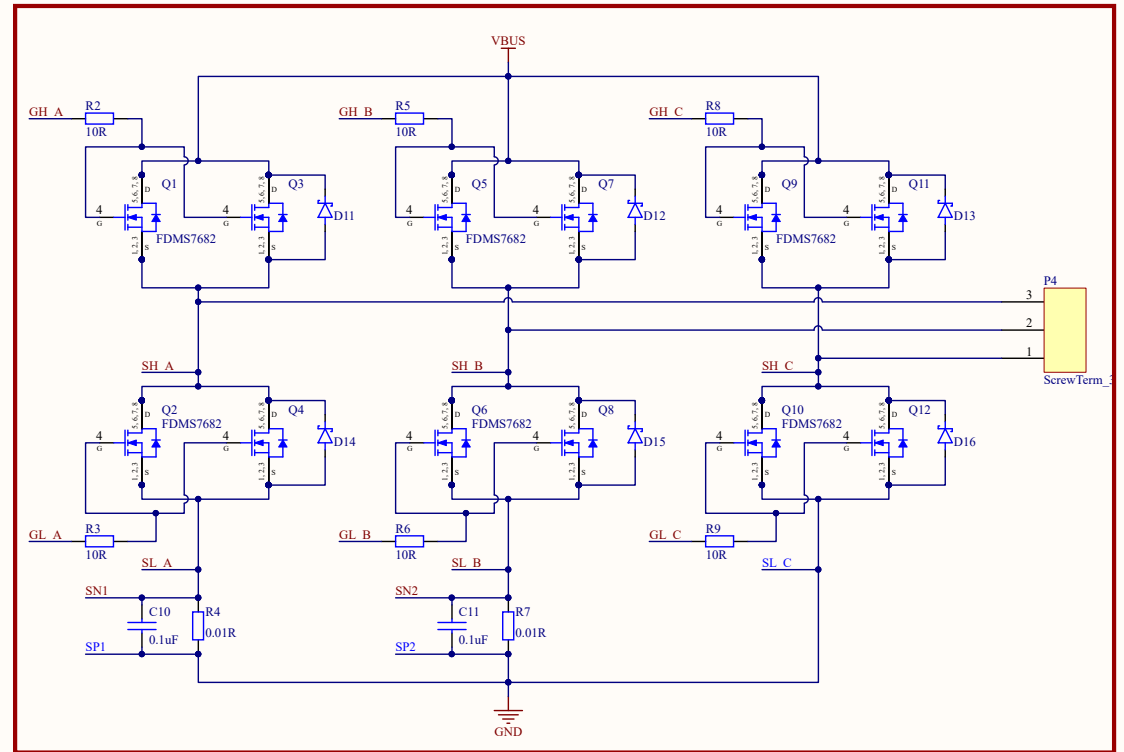 VBUS
GH_A
R2
10R
GH_B
R5
10R
GH_C
R8
10R
5, 6, 7, 8
D
Q1
4
G
1, 2, 3
S
FDMS7682
5, 6, 7, 8
D
Q3
4
G
1, 2, 3
S
D11
5, 6, 7, 8
D
Q5
4
G
1, 2, 3
S
FDMS7682
5, 6, 7, 8
D
Q7
4
G
1, 2, 3
S
D12
5, 6, 7, 8
D
Q9
4
G
1, 2, 3
S
FDMS7682
5, 6, 7, 8
D
Q11
4
G
1, 2, 3
S
D13
P4
3
2
1
ScrewTerm_3
SH_A
SH_B
SH_C
5, 6, 7, 8
D
Q2
FDMS7682
4
G
1, 2, 3
S
5, 6, 7, 8
D
Q4
4
G
1, 2, 3
S
D14
5, 6, 7, 8
D
Q6
FDMS7682
4
G
1, 2, 3
S
5, 6, 7, 8
D
Q8
4
G
1, 2, 3
S
D15
5, 6, 7, 8
D
Q10
FDMS7682
4
G
1, 2, 3
S
5, 6, 7, 8
D
Q12
4
G
1, 2, 3
S
D16
GL_A
R3
10R
GL_B
R6
10R
GL_C
R9
10R
SL_A
SL_B
SL_C
SN1
C10
0.1uF
R4
0.01R
SP1
SN2
C11
0.1uF
R7
0.01R
SP2
GND